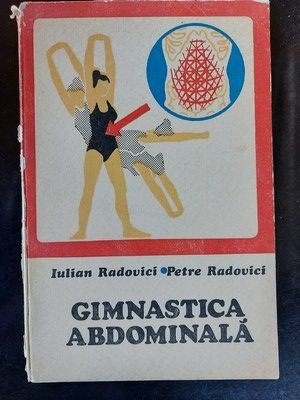 Iulian Radovici • Petre Radovici
GIMNASTICA
ABDOMINALĂ